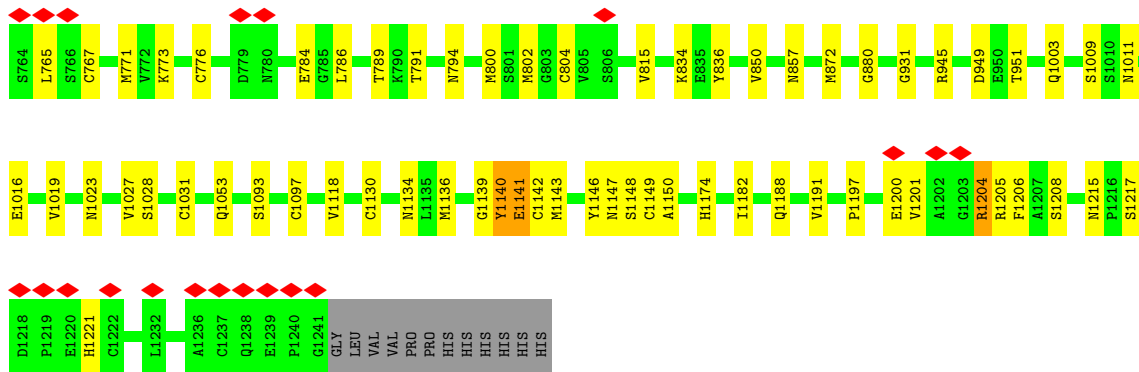 S764 L765 S766 C767 M771 V772 K773 C776 D779 N780 E784 G785 L786 T789 K790 T791 N794 M800 S801 M802 G803 C804 V805 S806 V815 K834 E835 Y836 V850 N857 M872 G880 G931 R945 D949 E950 T951 Q1003 S1009 S1010 N1011
E1016 V1019 N1023 V1027 S1028 C1031 Q1053 S1093 C1097 V1118 C1130 N1134 L1135 M1136 G1139 Y1140 E1141 C1142 M1143 Y1146 N1147 S1148 C1149 A1150 H1174 I1182 Q1188 V1191 P1197 E1200 V1201 A1202 G1203 R1204 R1205 F1206 A1207 S1208 N1215 P1216 S1217
D1218 P1219 E1220 H1221 C1222 L1232 A1236 C1237 Q1238 E1239 P1240 G1241 GLY LEU VAL VAL PRO PRO HIS HIS HIS HIS HIS HIS